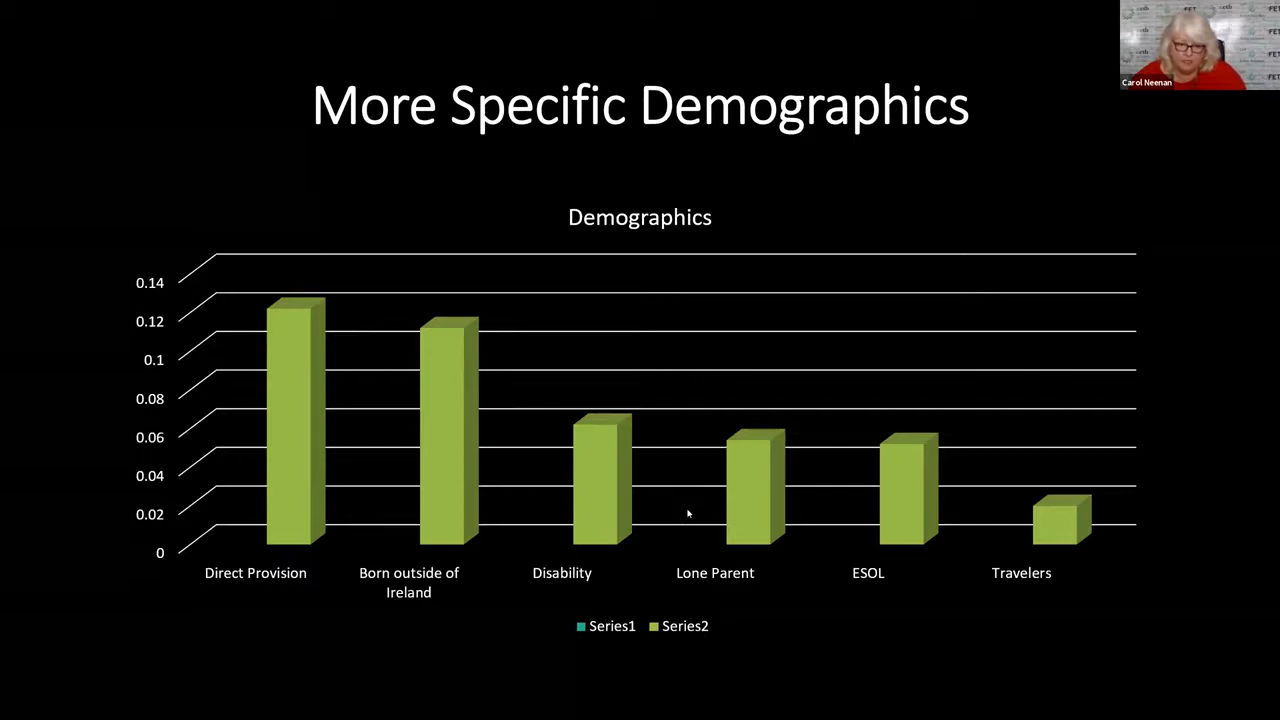 Carol Neenan
More Specific Demographics
Demographics
0.14
0.12
0.1
0.08
0.06
0.04
0.02
0
Direct Provision
Born outside of
Ireland
Disability
Lone Parent
ESOL
Travelers
Series1
Series2